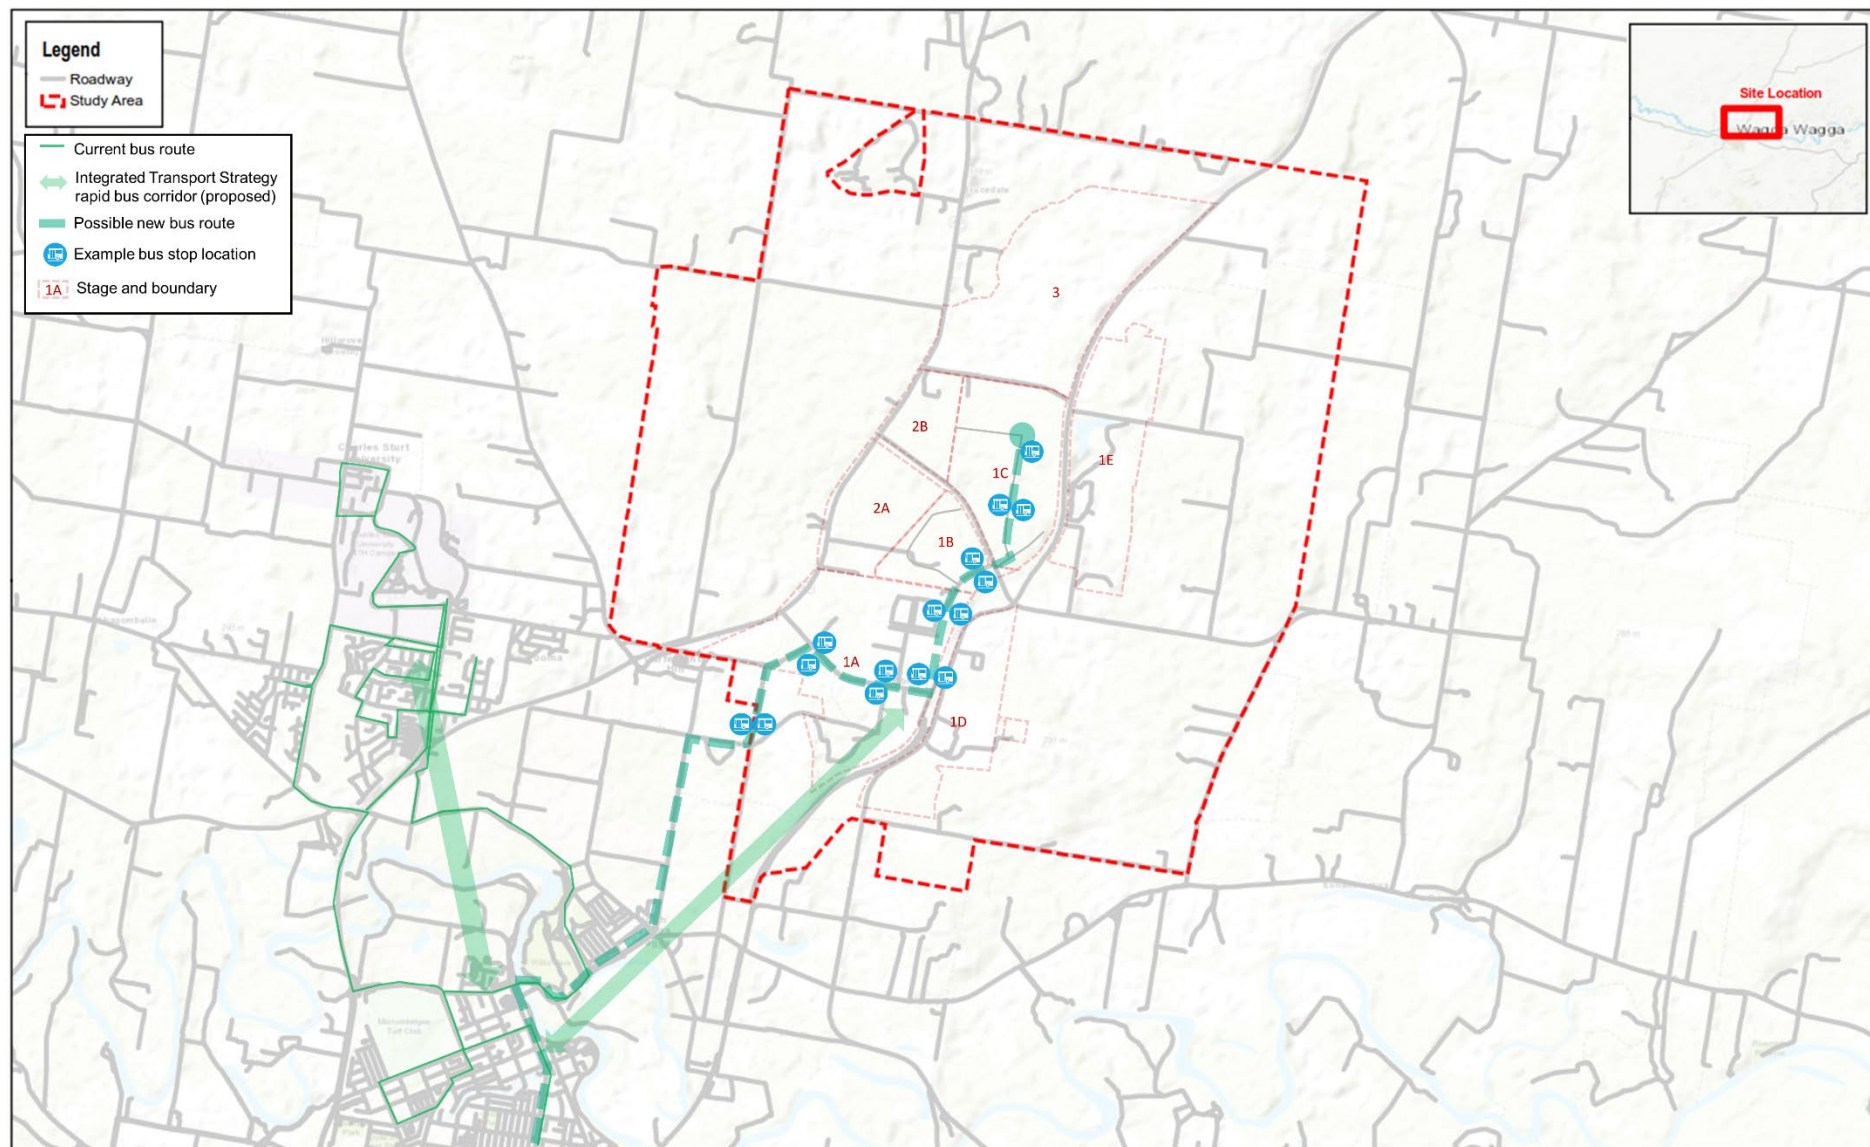 Legend
Roadway
Study Area
Current bus route
Integrated Transport Strategy
rapid bus corridor (proposed)
Possible new bus route
Example bus stop location
1A Stage and boundary
Site Location
Wagga Wagga
3
2B
1C
1E
2A
1B
1A
1D
Charles Sturt
University